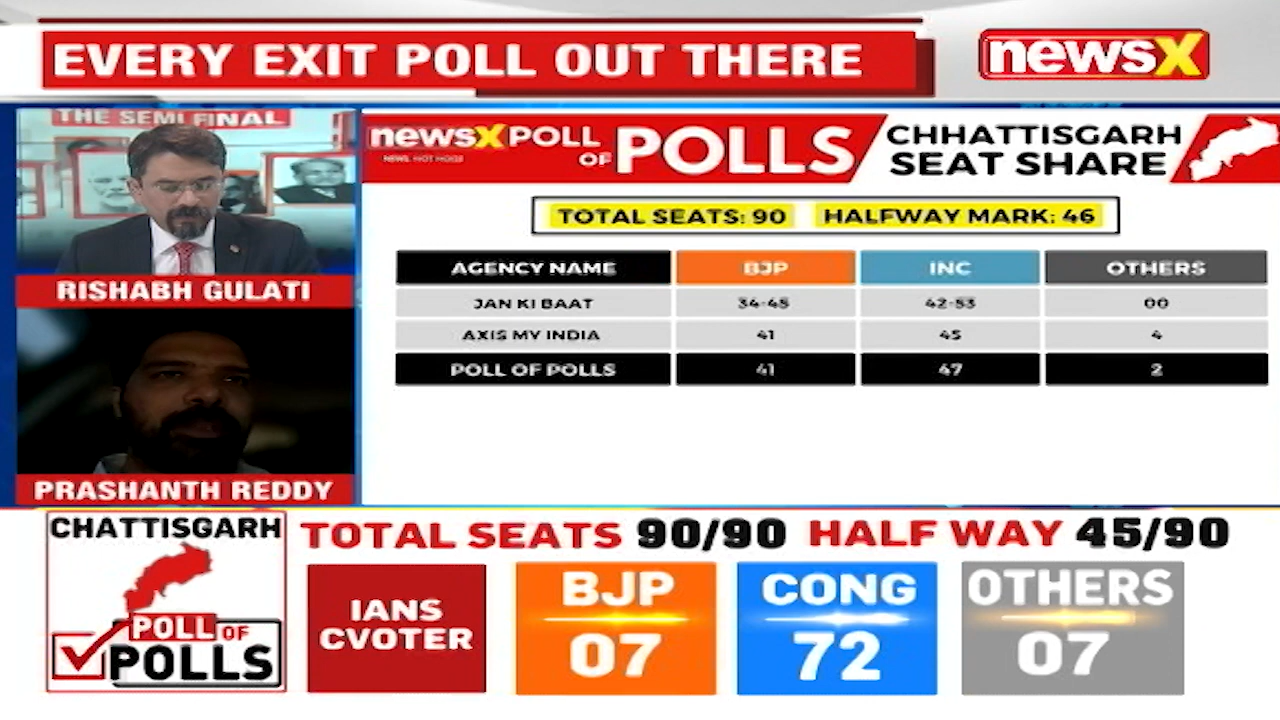 EVERY EXIT POLL OUT THERE
newsX
THE SEMI FINAL
RISHABH GULATI
PRASHANTH REDDY
newsX POLL OF POLLS
CHHATTISGARH
SEAT SHARE
TOTAL SEATS: 90 HALFWAY MARK: 46
AGENCY NAME BJP INC OTHERS
JAN KI BAAT 34-45 42-53 00
AXIS MY INDIA 41 45 4
POLL OF POLLS 41 47 2
CHATTISGARH
POLL OF
POLLS
TOTAL SEATS 90/90 HALF WAY 45/90
IANS
CVOTER
BJP
07
CONG
72
OTHERS
07